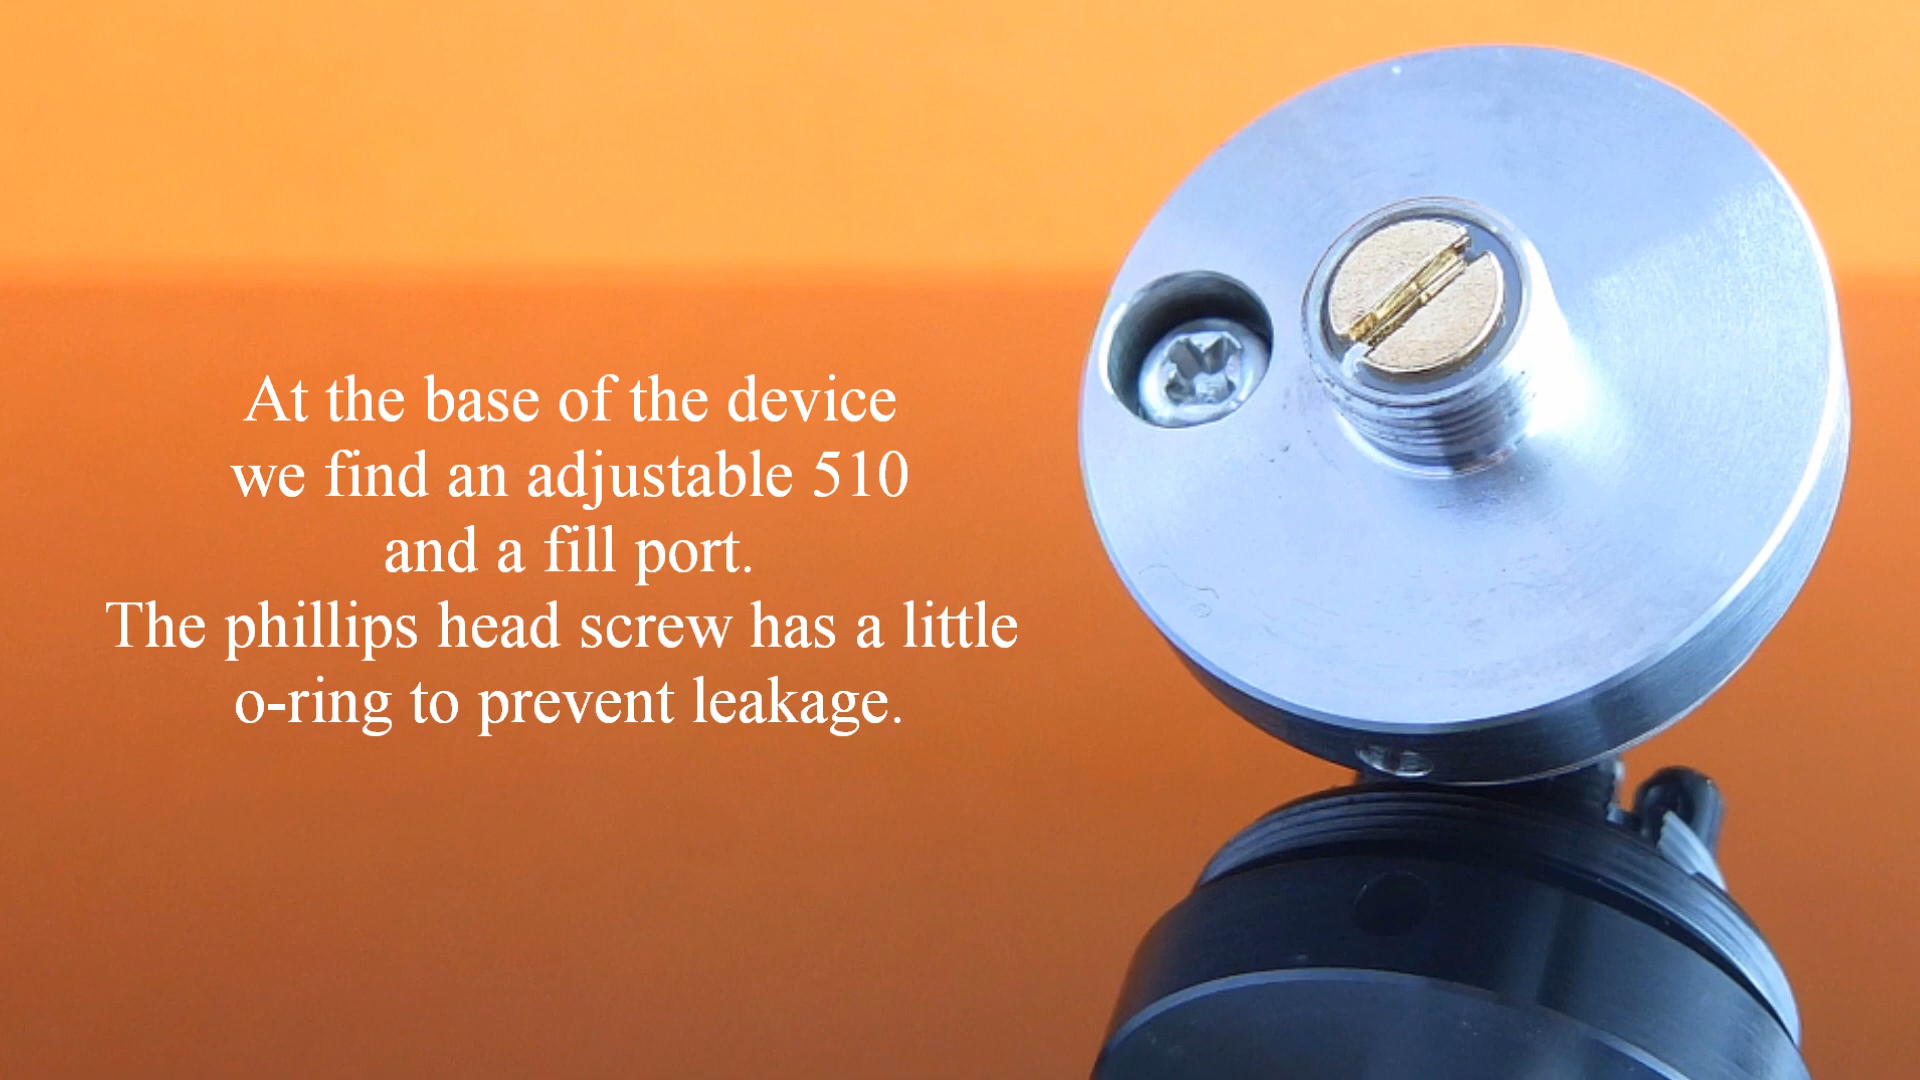 At the base of the device
we find an adjustable 510
and a fill port.
The phillips head screw has a little
o-ring to prevent leakage.